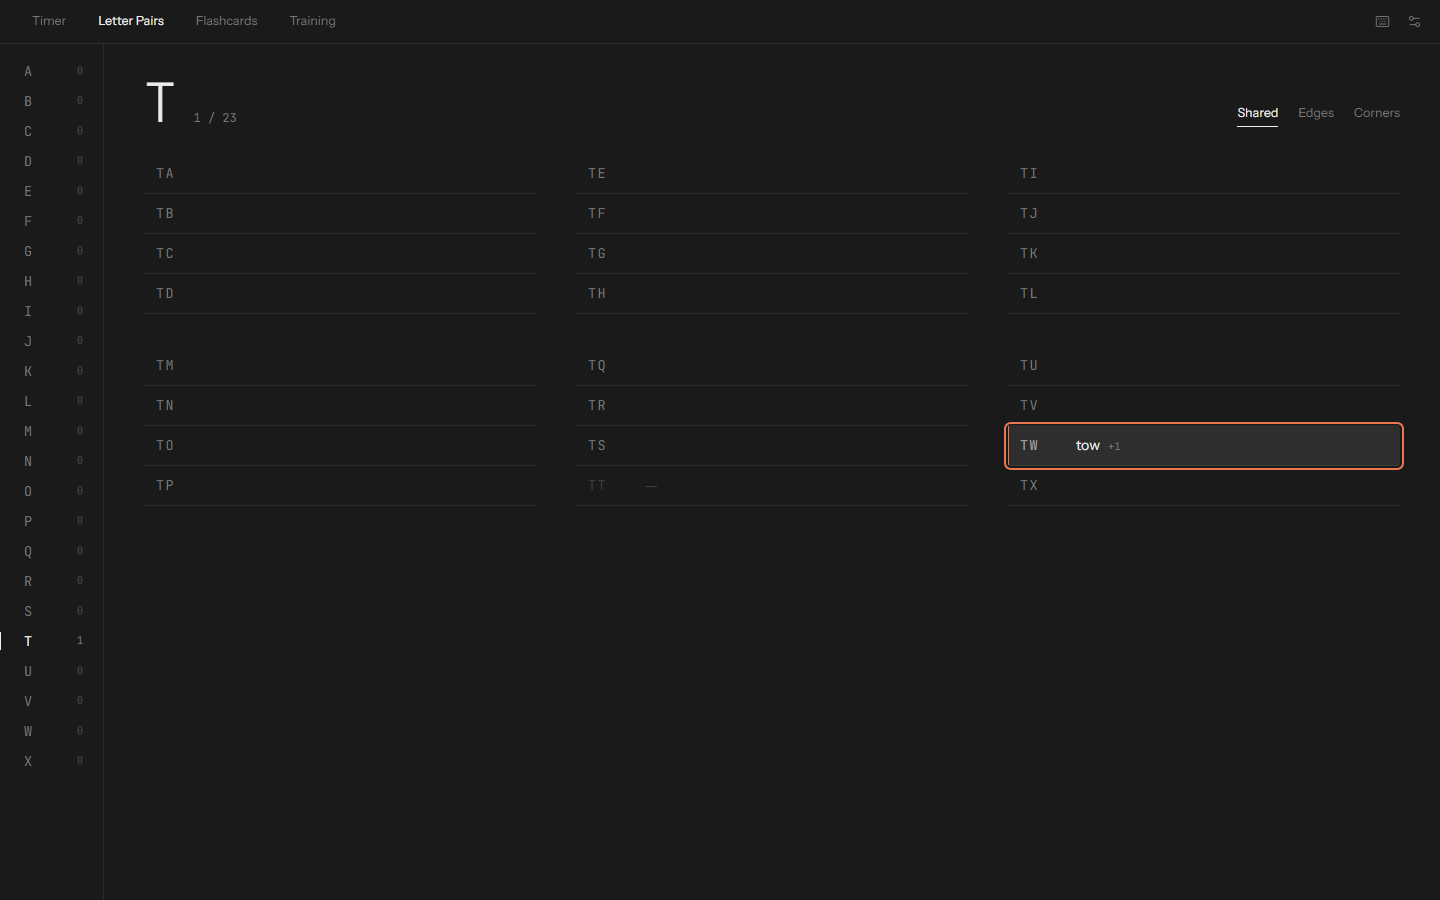 Timer Letter Pairs Flashcards Training
A 0
B 0
C 0
D 0
E 0
F 0
G 0
H 0
I 0
J 0
K 0
L 0
M 0
N 0
O 0
P 0
Q 0
R 0
S 0
T 1
U 0
V 0
W 0
X 0
T 1 / 23
Shared Edges Corners
TA TE TI
TB TF TJ
TC TG TK
TD TH TL
TM TQ TU
TN TR TV
TO TS TW tow +1
TP TT — TX